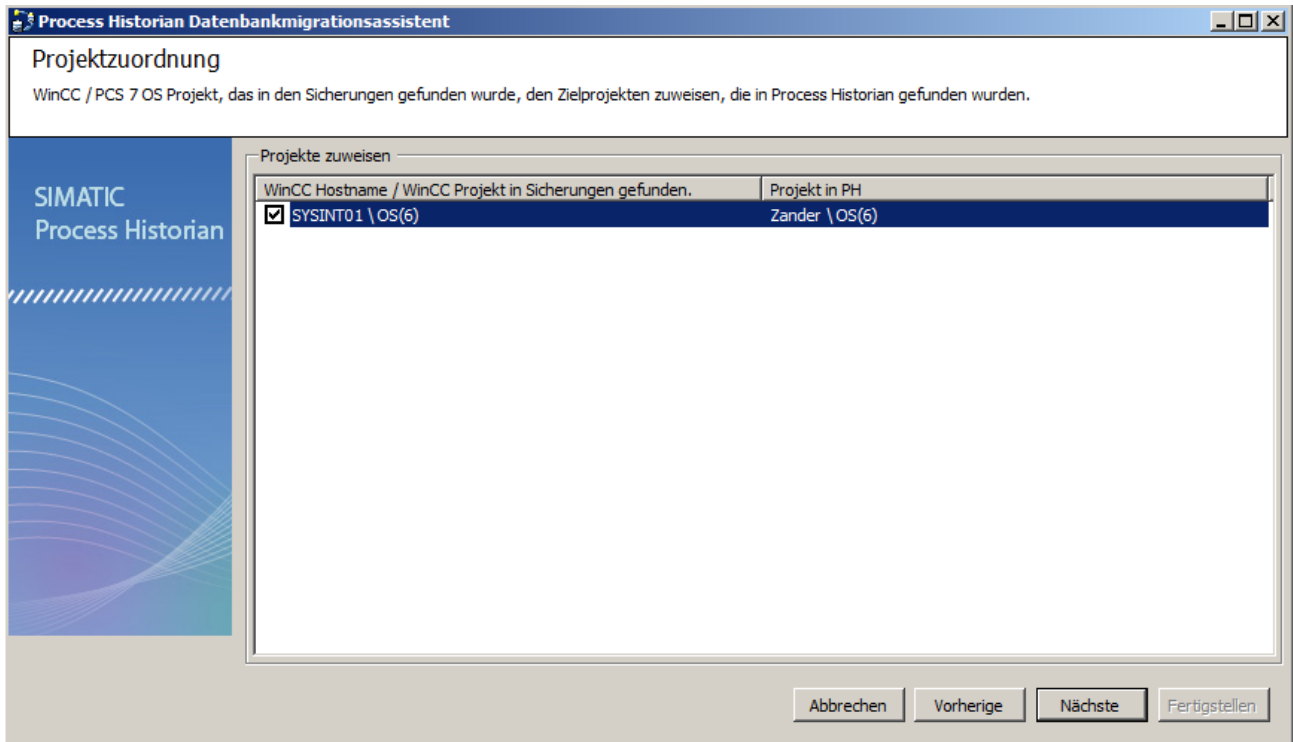 Process Historian Datenbankmigrationsassistent
Projektzuordnung
WinCC / PCS 7 OS Projekt, das in den Sicherungen gefunden wurde, den Zielprojekten zuweisen, die in Process Historian gefunden wurden.
SIMATIC
Process Historian
Projekte zuweisen
WinCC Hostname / WinCC Projekt in Sicherungen gefunden. Projekt in PH
SYSINT01 \ OS(6) Zander \ OS(6)
Abbrechen Vorherige Nächste Fertigstellen